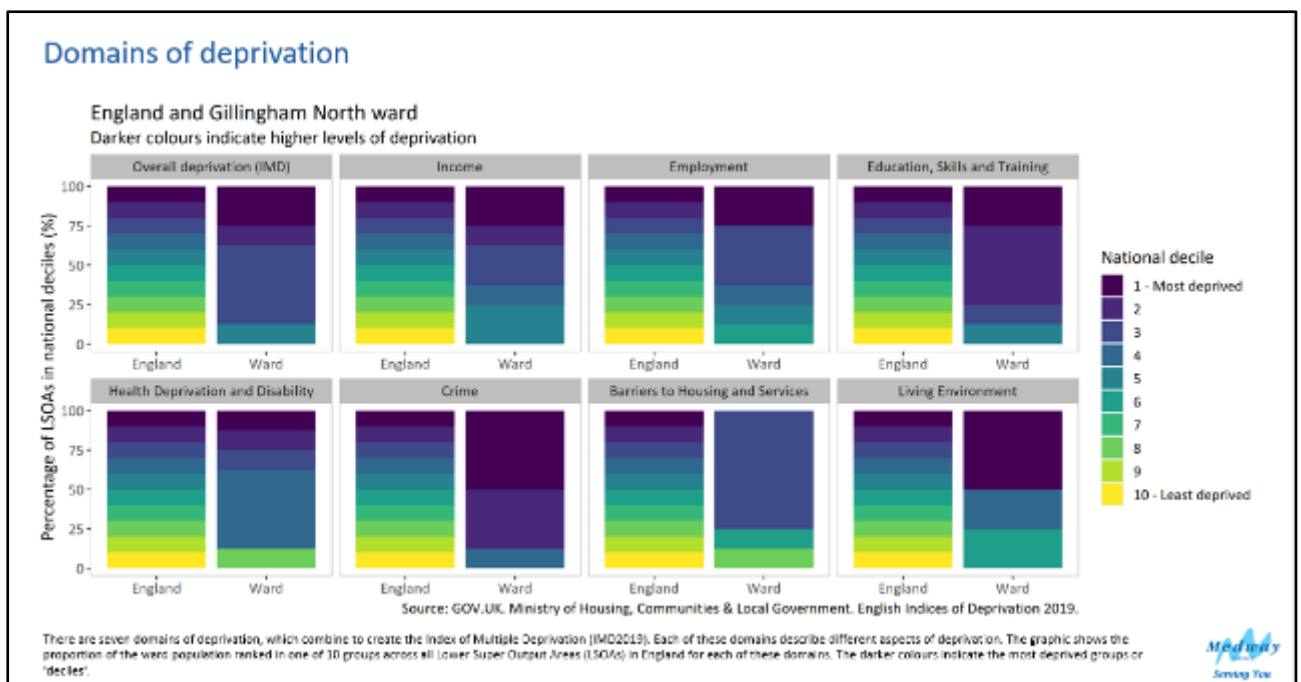 Domains of deprivation
England and Gillingham North ward
Darker colours indicate higher levels of deprivation
Overall deprivation (IMD)
Income
Employment
Education, Skills and Training
Percentage of LSOAs in national deciles (%)
100
75
50
25
0
England
Ward
England
Ward
England
Ward
England
Ward
Health Deprivation and Disability
Crime
Barriers to Housing and Services
Living Environment
100
75
50
25
0
England
Ward
England
Ward
England
Ward
England
Ward
National decile
1 - Most deprived
2
3
4
5
6
7
8
9
10 - Least deprived
Source: GOV.UK. Ministry of Housing, Communities & Local Government. English Indices of Deprivation 2019.
There are seven domains of deprivation, which combine to create the Index of Multiple Deprivation (IMD2019). Each of these domains describe different aspects of deprivation. The graphic shows the
proportion of the ward population ranked in one of 10 groups across all Lower Super Output Areas (LSOAs) in England for each of these domains. The darker colours indicate the most deprived groups or
'deciles'.
Medway
Serving You